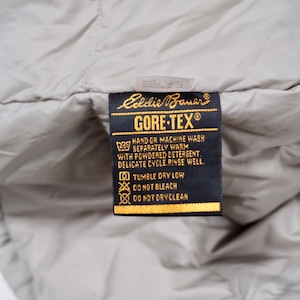 Eddie Bauer®
GORE-TEX®
HAND OR MACHINE WASH
SEPARATELY WARM
WITH POWDERED DETERGENT.
DELICATE CYCLE. RINSE WELL.
TUMBLE DRY LOW
DO NOT BLEACH
DO NOT DRYCLEAN